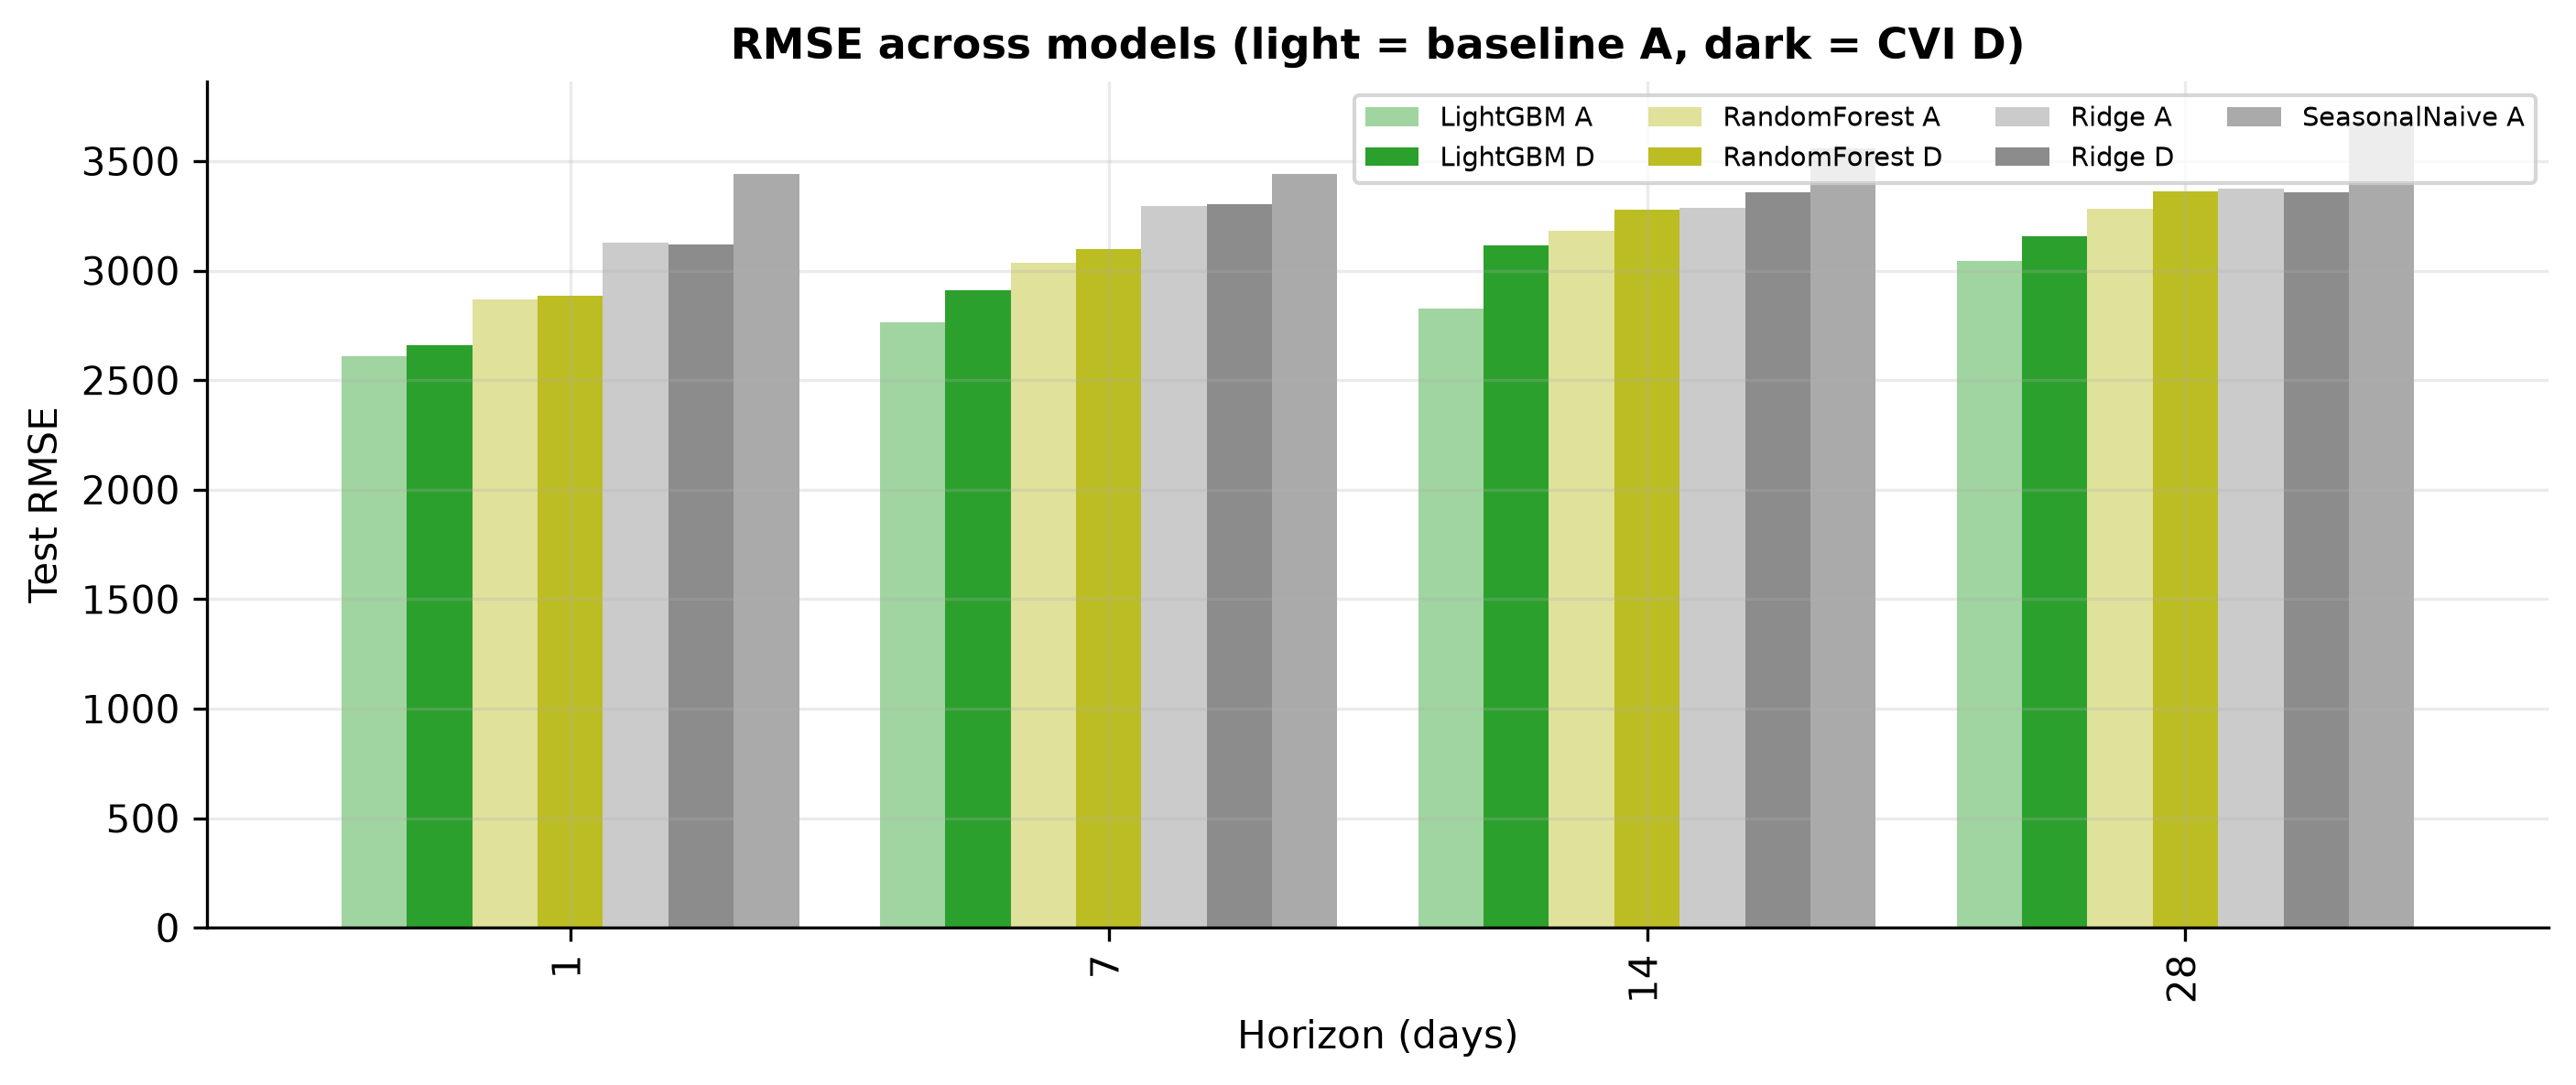 RMSE across models (light = baseline A, dark = CVI D)
LightGBM A
LightGBM D
RandomForest A
RandomForest D
Ridge A
Ridge D
SeasonalNaive A
Test RMSE
3500
3000
2500
2000
1500
1000
500
0
1
7
14
28
Horizon (days)